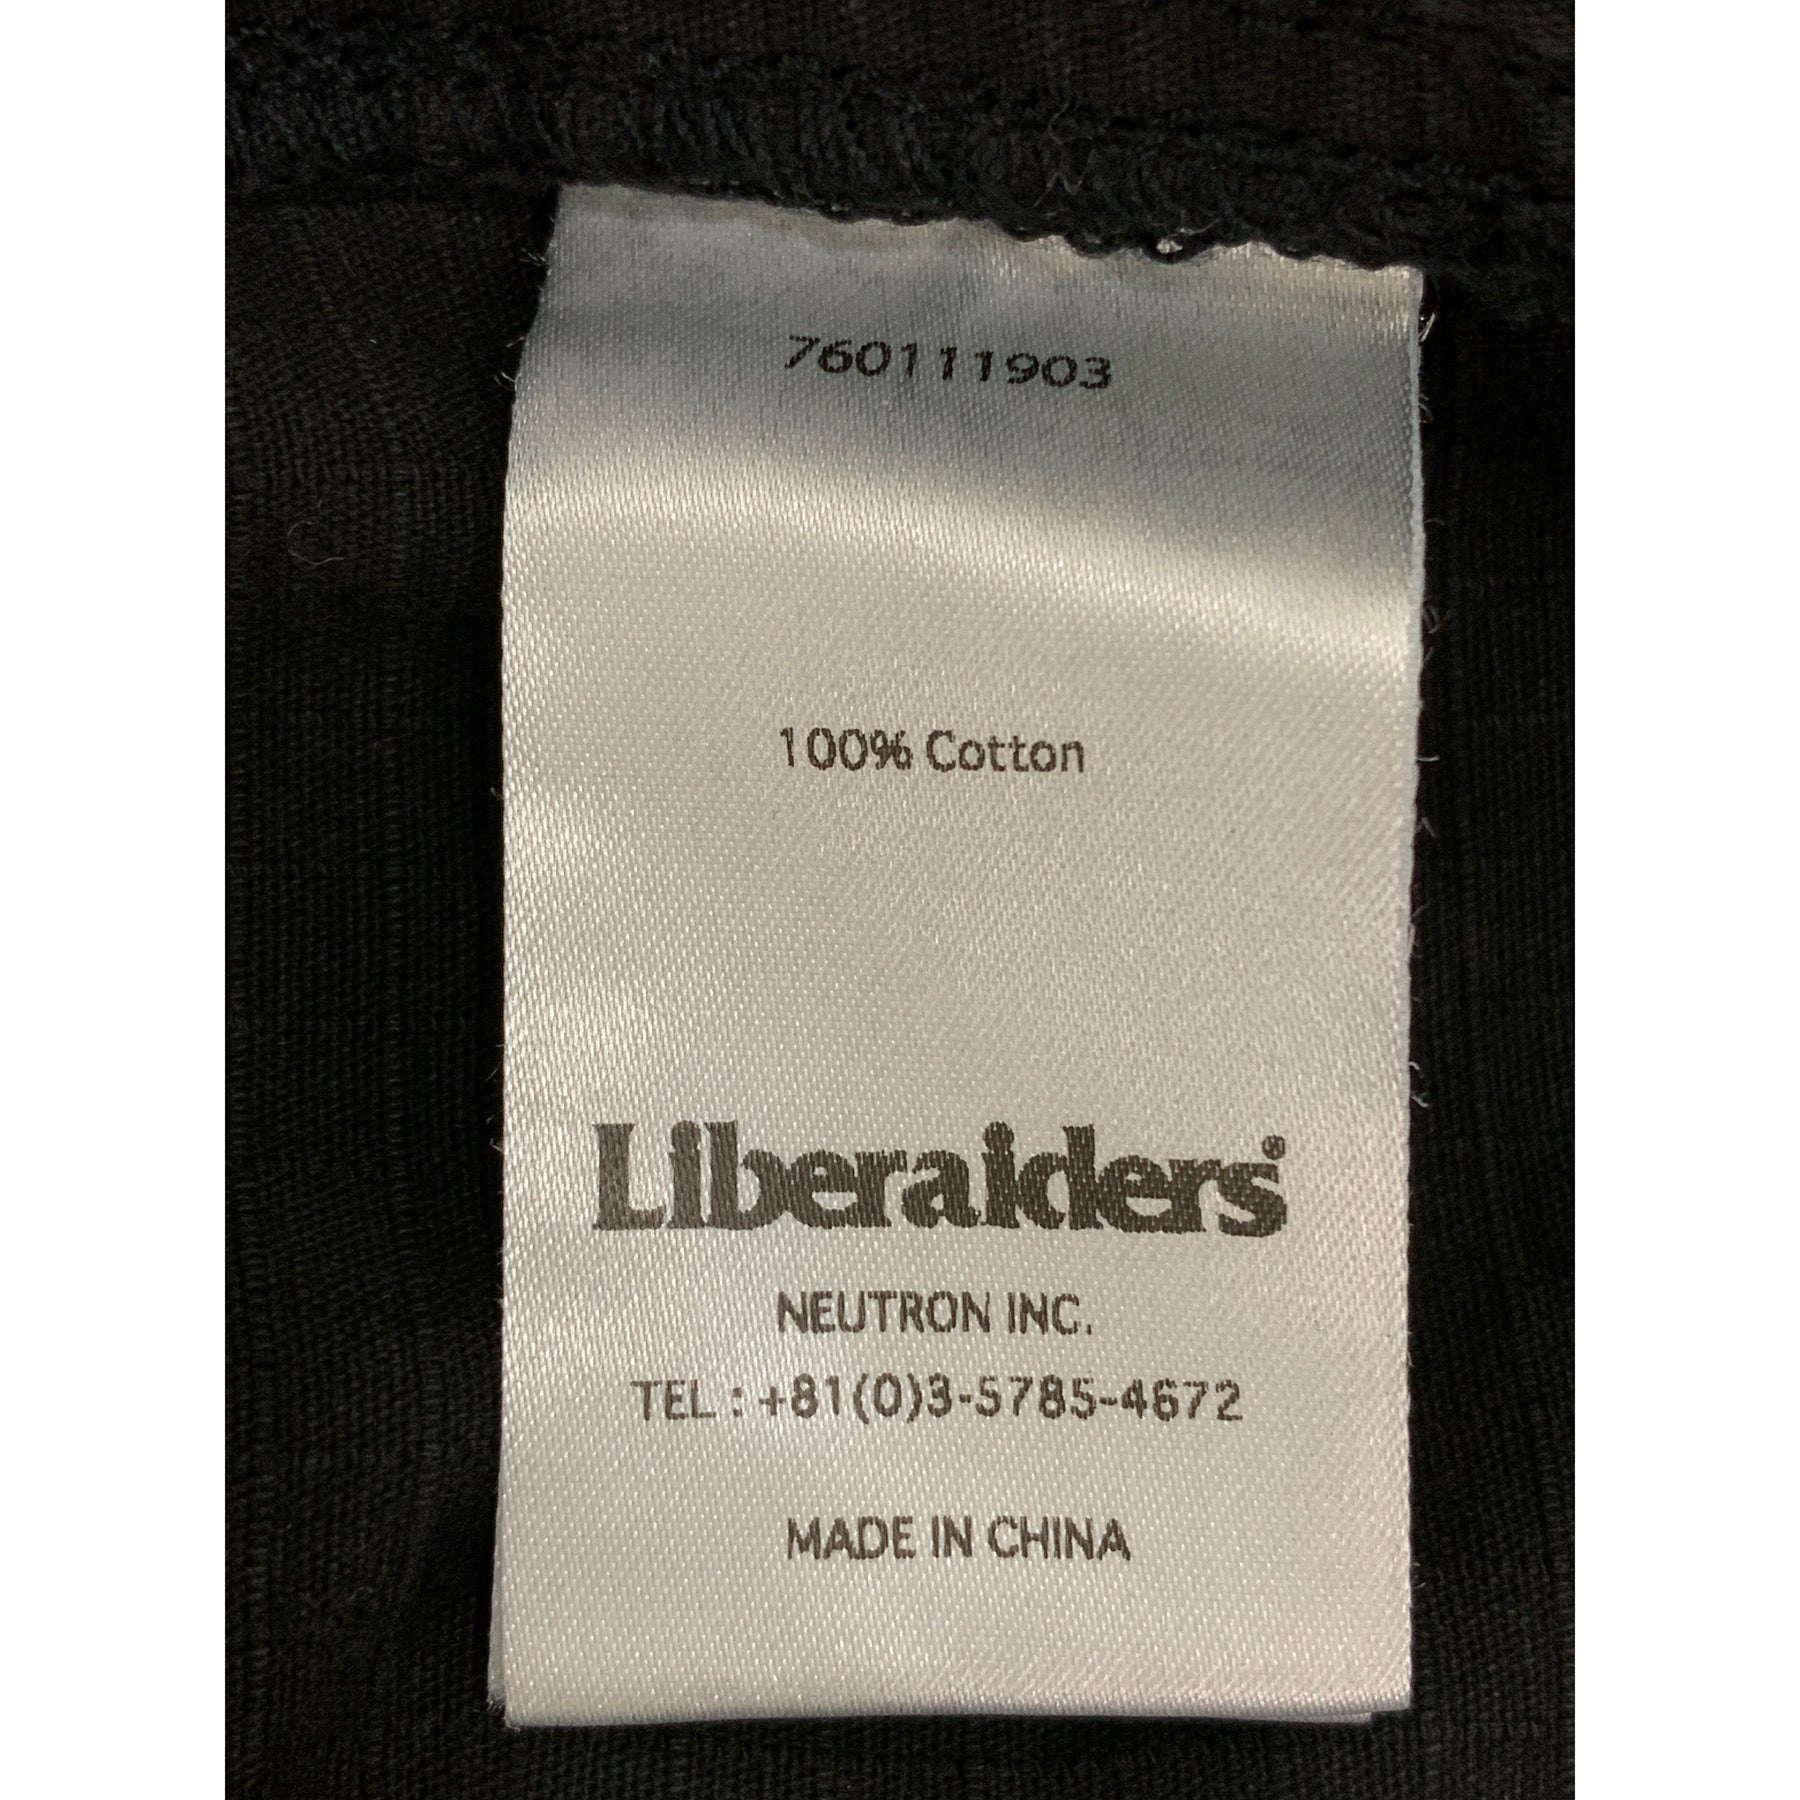 760111903
100% Cotton
Liberaiders®
NEUTRON INC.
TEL : +81(0)3-5785-4672
MADE IN CHINA